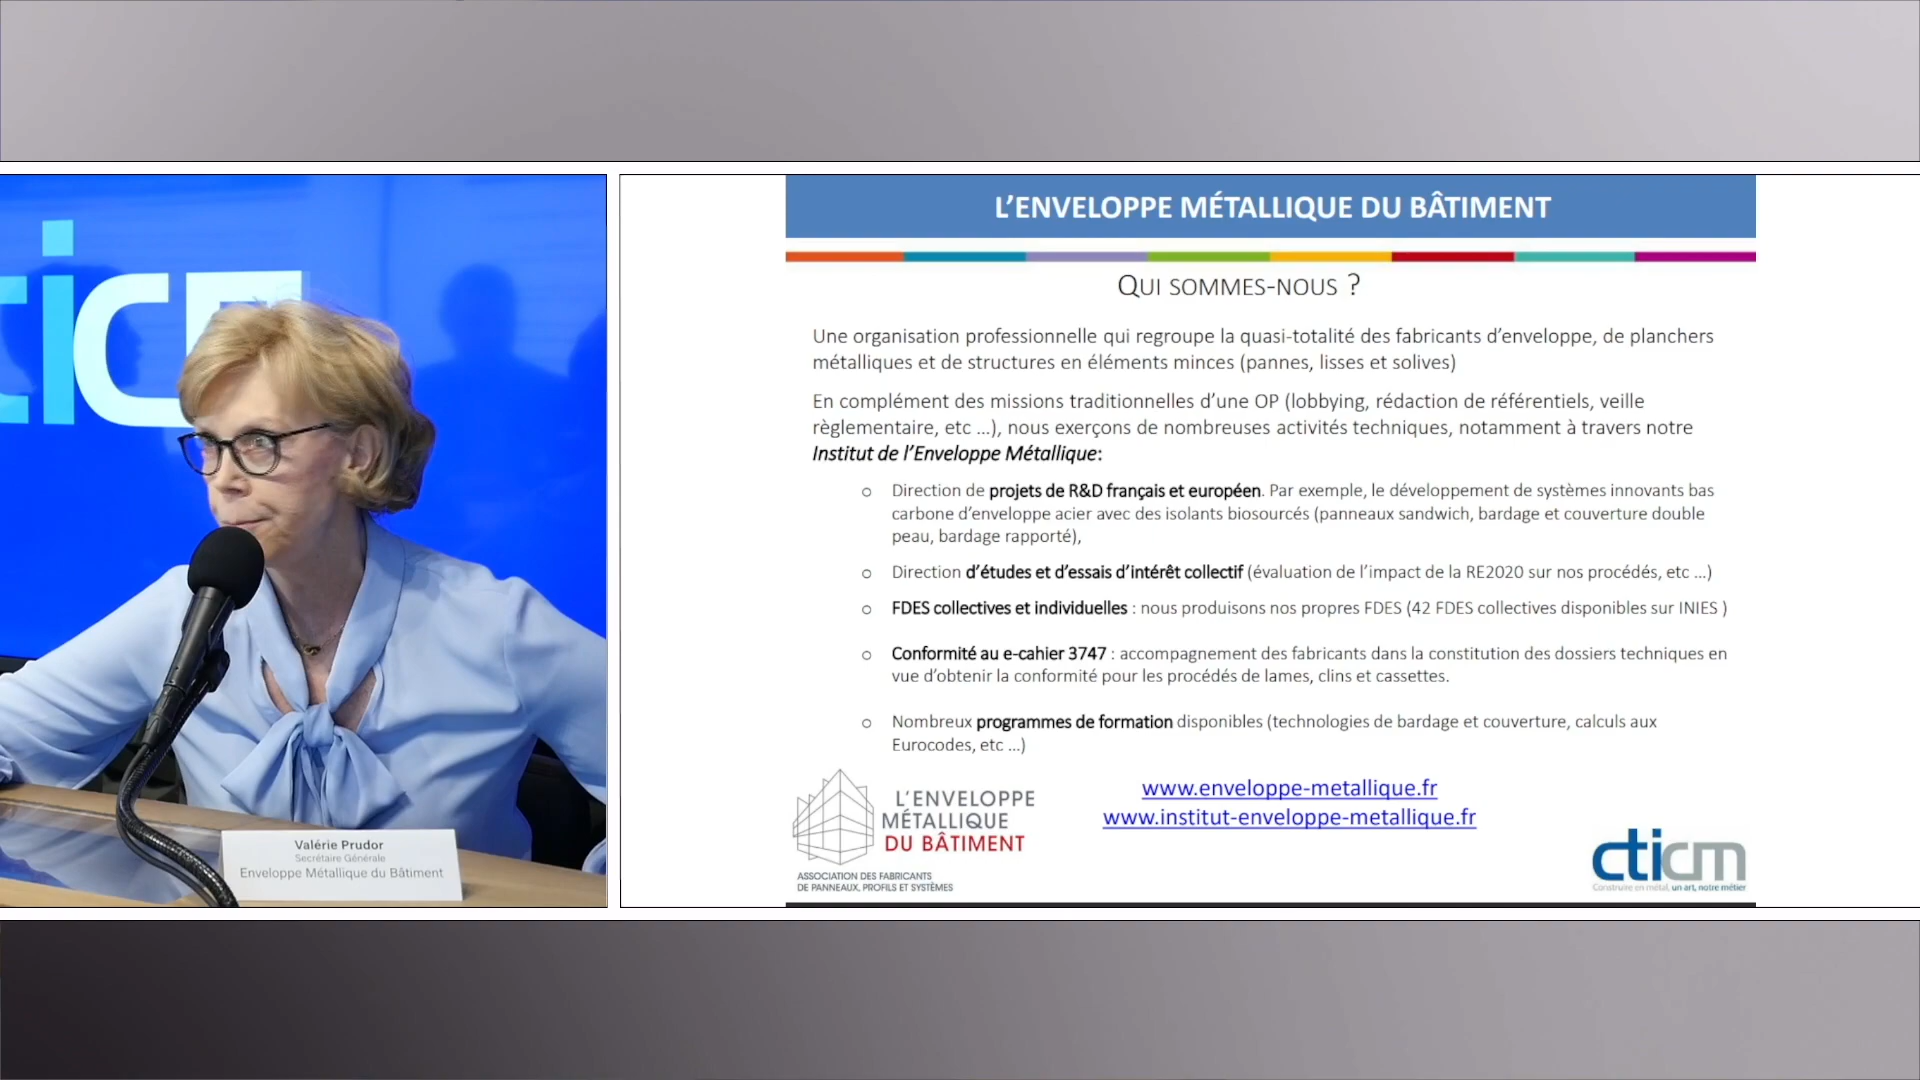 cticm
Valérie Prudor
Secrétaire Générale
Enveloppe Métallique du Bâtiment
L’ENVELOPPE MÉTALLIQUE DU BÂTIMENT
QUI SOMMES-NOUS ?
Une organisation professionnelle qui regroupe la quasi-totalité des fabricants d’enveloppe, de planchers
métalliques et de structures en éléments minces (pannes, lisses et solives)
En complément des missions traditionnelles d’une OP (lobbying, rédaction de référentiels, veille
règlementaire, etc ...), nous exerçons de nombreuses activités techniques, notamment à travers notre
Institut de l’Enveloppe Métallique:
o Direction de projets de R&D français et européen. Par exemple, le développement de systèmes innovants bas
carbone d’enveloppe acier avec des isolants biosourcés (panneaux sandwich, bardage et couverture double
peau, bardage rapporté),
o Direction d’études et d’essais d’intérêt collectif (évaluation de l’impact de la RE2020 sur nos procédés, etc ...)
o FDES collectives et individuelles : nous produisons nos propres FDES (42 FDES collectives disponibles sur INIES )
o Conformité au e-cahier 3747 : accompagnement des fabricants dans la constitution des dossiers techniques en
vue d’obtenir la conformité pour les procédés de lames, clins et cassettes.
o Nombreux programmes de formation disponibles (technologies de bardage et couverture, calculs aux
Eurocodes, etc ...)
www.enveloppe-metallique.fr
www.institut-enveloppe-metallique.fr
L’ENVELOPPE
MÉTALLIQUE
DU BÂTIMENT
ASSOCIATION DES FABRICANTS
DE PANNEAUX, PROFILS ET SYSTÈMES
cticm
Construire en métal, un art, notre métier